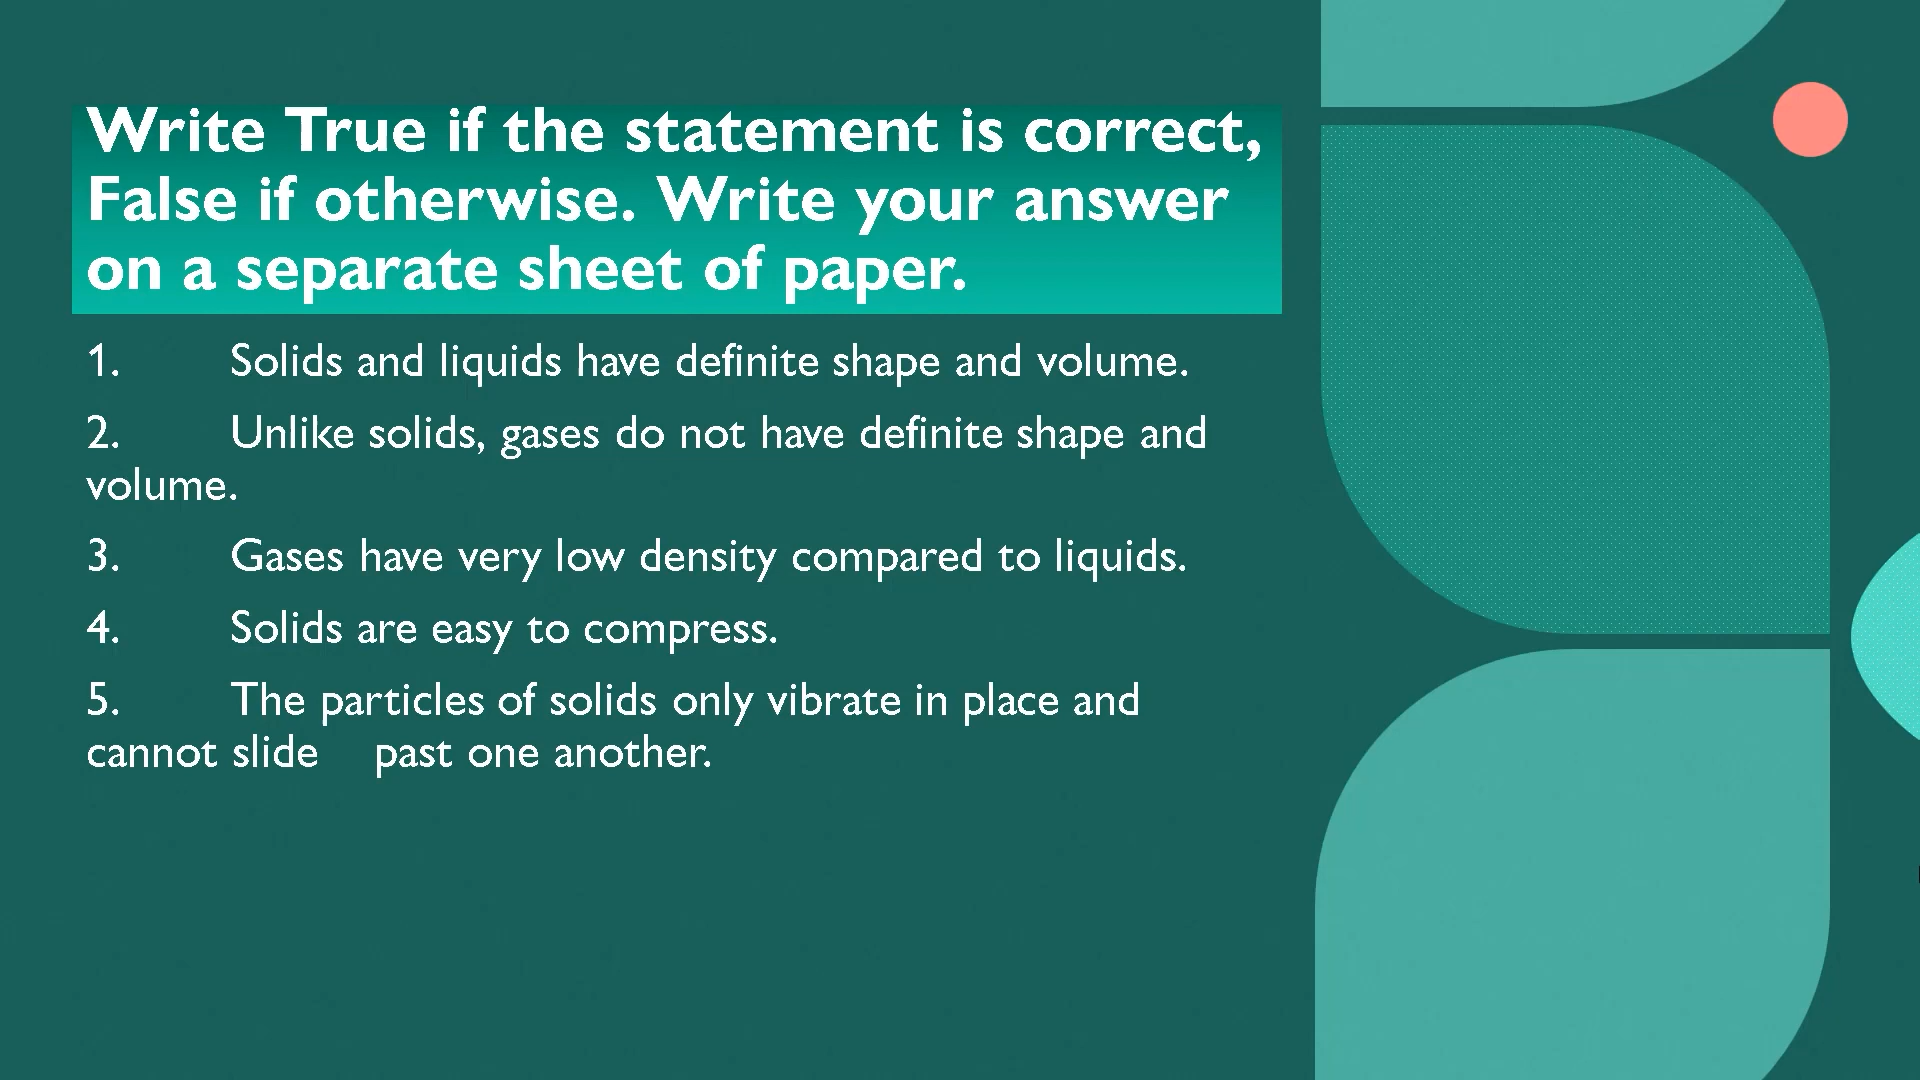 Write True if the statement is correct,
False if otherwise. Write your answer
on a separate sheet of paper.
1. Solids and liquids have definite shape and volume.
2. Unlike solids, gases do not have definite shape and
volume.
3. Gases have very low density compared to liquids.
4. Solids are easy to compress.
5. The particles of solids only vibrate in place and
cannot slide past one another.